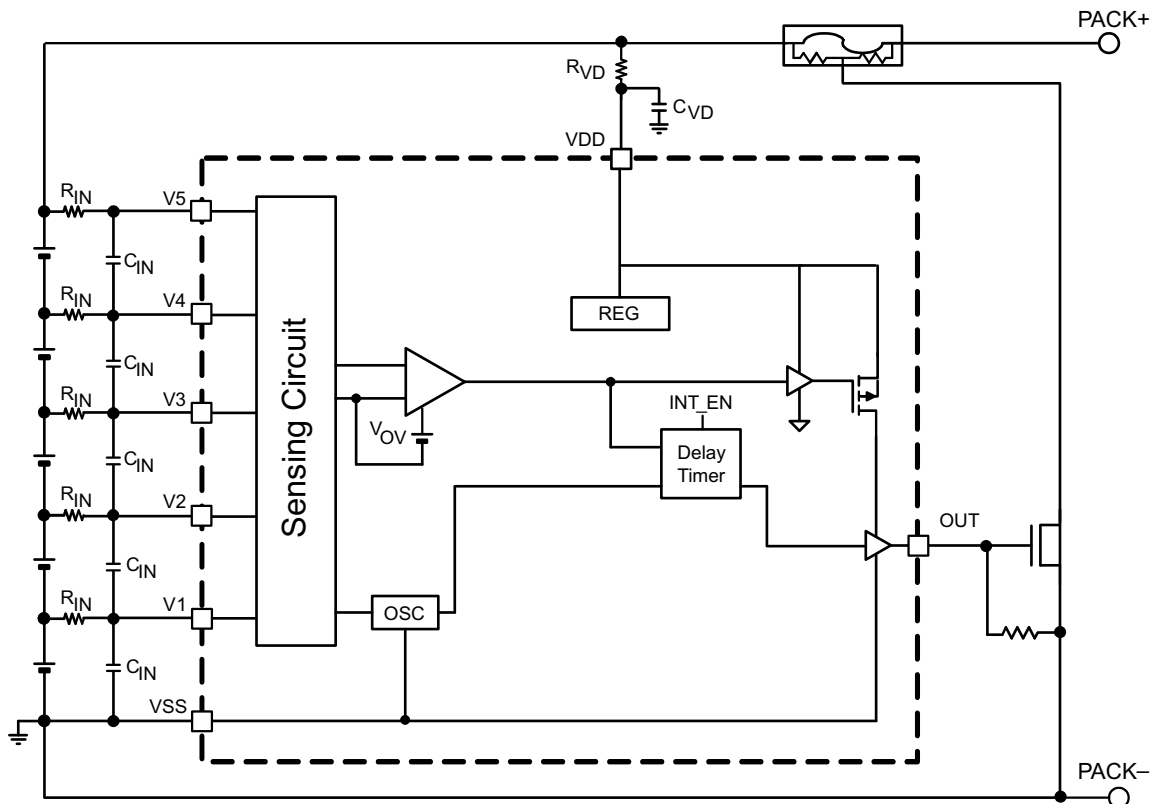 PACK+
RVD
CVD
VDD
RIN
V5
CIN
RIN
V4
REG
CIN
RIN
V3
Sensing Circuit
VOV
INT_EN
Delay
Timer
CIN
RIN
V2
OUT
CIN
RIN
V1
OSC
CIN
VSS
PACK–